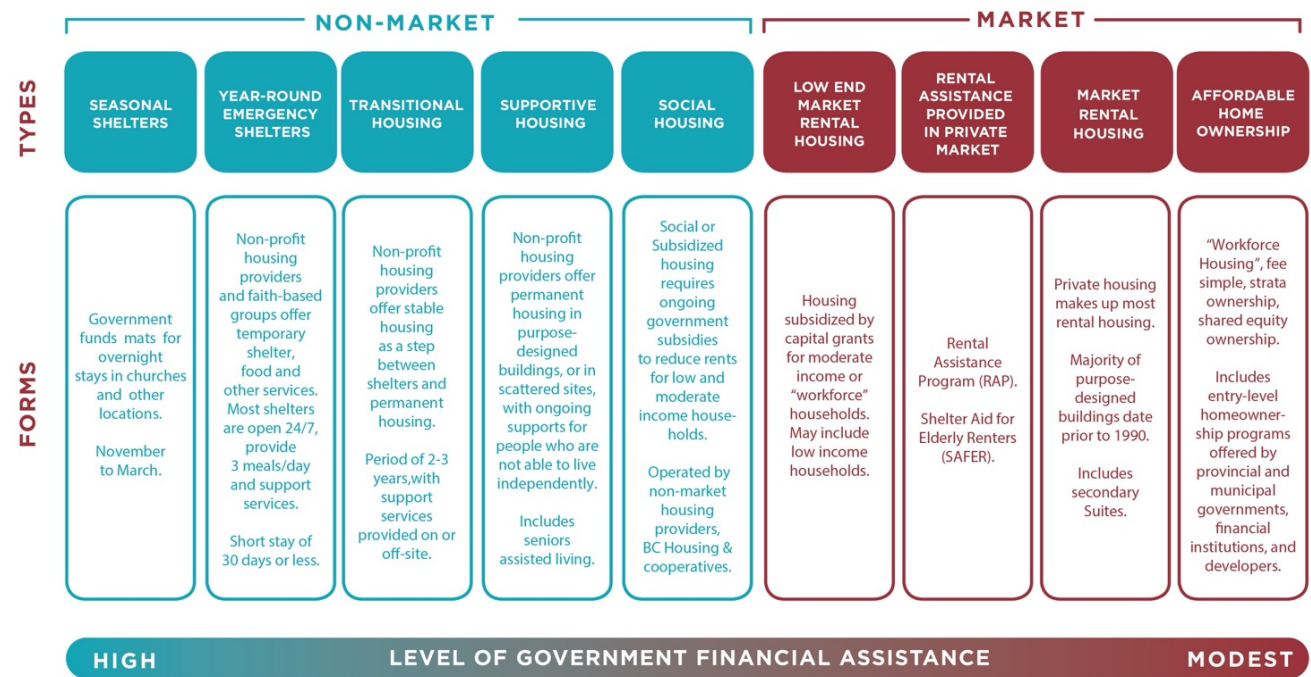 NON-MARKET
MARKET
TYPES
SEASONAL
SHELTERS
YEAR-ROUND
EMERGENCY
SHELTERS
TRANSITIONAL
HOUSING
SUPPORTIVE
HOUSING
SOCIAL
HOUSING
LOW END
MARKET
RENTAL
HOUSING
RENTAL
ASSISTANCE
PROVIDED
IN PRIVATE
MARKET
MARKET
RENTAL
HOUSING
AFFORDABLE
HOME
OWNERSHIP
FORMS
Government
funds mats for
overnight
stays in churches
and other
locations.
November
to March.
Non-profit
housing
providers
and faith-based
groups offer
temporary
shelter,
food and
other services.
Most shelters
are open 24/7,
provide
3 meals/day
and support
services.
Short stay of
30 days or less.
Non-profit
housing
providers
offer stable
housing
as a step
between
shelters and
permanent
housing.
Period of 2-3
years,with
support
services
provided on or
off-site.
Non-profit
housing
providers offer
permanent
housing in
purpose-
designed
buildings, or in
scattered sites,
with ongoing
supports for
people who are
not able to live
independently.
Includes
seniors
assisted living.
Social or
Subsidized
housing
requires
ongoing
government
subsidies
to reduce rents
for low and
moderate
income house-
holds.
Operated by
non-market
housing
providers,
BC Housing &
cooperatives.
Housing
subsidized by
capital grants
for moderate
income or
“workforce”
households.
May include
low income
households.
Rental
Assistance
Program (RAP).
Shelter Aid for
Elderly Renters
(SAFER).
Private housing
makes up most
rental housing.
Majority of
purpose-
designed
buildings date
prior to 1990.
Includes
secondary
Suites.
“Workforce
Housing”, fee
simple, strata
ownership,
shared equity
ownership.
Includes
entry-level
homeowner-
ship programs
offered by
provincial and
municipal
governments,
financial
institutions, and
developers.
HIGH
LEVEL OF GOVERNMENT FINANCIAL ASSISTANCE
MODEST